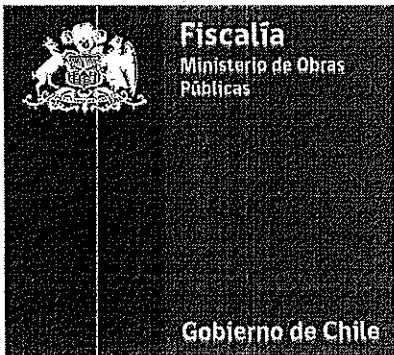 Fiscalía
Ministerio de Obras
Públicas
Gobierno de Chile